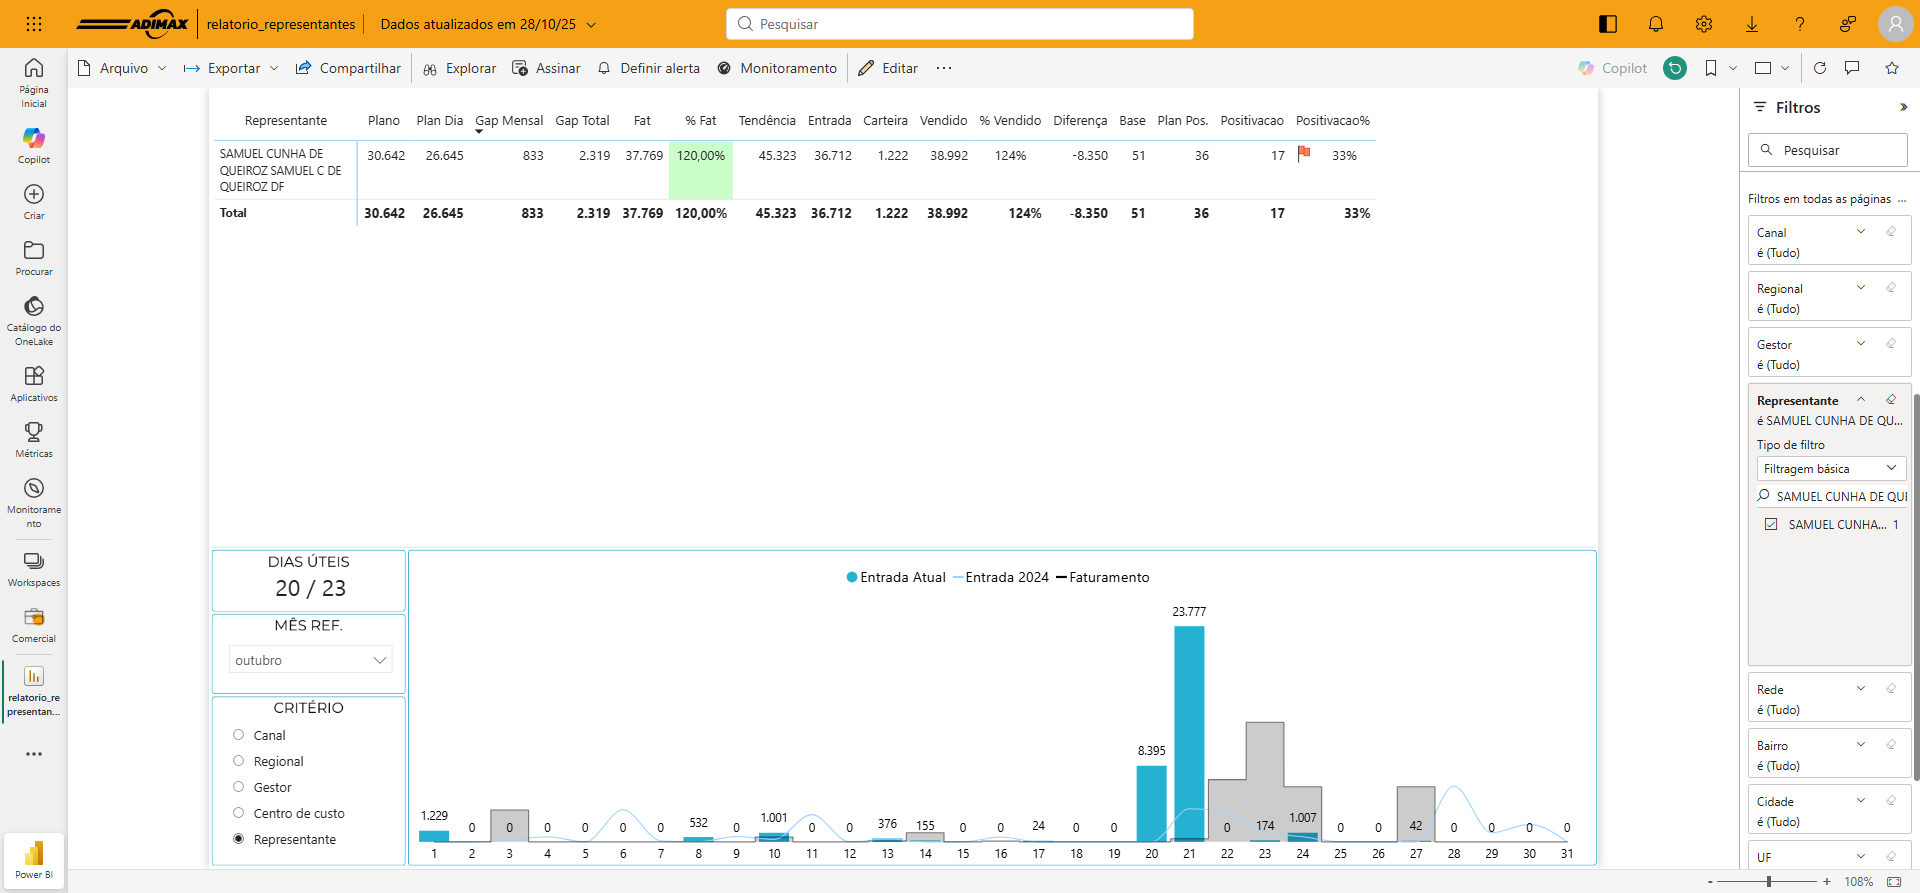 ADIMAX
relatorio_representantes
Dados atualizados em 28/10/25
Pesquisar
Arquivo
Exportar
Compartilhar
Explorar
Assinar
Definir alerta
Monitoramento
Editar
Copilot
Página
Inicial
Copilot
Criar
Procurar
Catálogo do
OneLake
Aplicativos
Métricas
Monitorame
nto
Workspaces
Comercial
relatorio_re
presentan...
Power BI
Representante Plano Plan Dia Gap Mensal Gap Total Fat % Fat Tendência Entrada Carteira Vendido % Vendido Diferença Base Plan Pos. Positivacao Positivacao%
SAMUEL CUNHA DE
QUEIROZ SAMUEL C DE
QUEIROZ DF
30.642 26.645 833 2.319 37.769 120,00% 45.323 36.712 1.222 38.992 124% -8.350 51 36 17 33%
Total 30.642 26.645 833 2.319 37.769 120,00% 45.323 36.712 1.222 38.992 124% -8.350 51 36 17 33%
DIAS ÚTEIS
20 / 23
MÊS REF.
outubro
CRITÉRIO
Canal
Regional
Gestor
Centro de custo
Representante
Entrada Atual Entrada 2024 Faturamento
1.229 0 0 0 0 0 0 532 0 1.001 0 0 376 155 0 0 24 0 0 8.395 23.777 0 174 1.007 0 0 42 0 0 0 0
1 2 3 4 5 6 7 8 9 10 11 12 13 14 15 16 17 18 19 20 21 22 23 24 25 26 27 28 29 30 31
Filtros
Pesquisar
Filtros em todas as páginas ...
Canal
é (Tudo)
Regional
é (Tudo)
Gestor
é (Tudo)
Representante
é SAMUEL CUNHA DE QU...
Tipo de filtro
Filtragem básica
SAMUEL CUNHA DE QUE
SAMUEL CUNHA... 1
Rede
é (Tudo)
Bairro
é (Tudo)
Cidade
é (Tudo)
UF
- + 108%